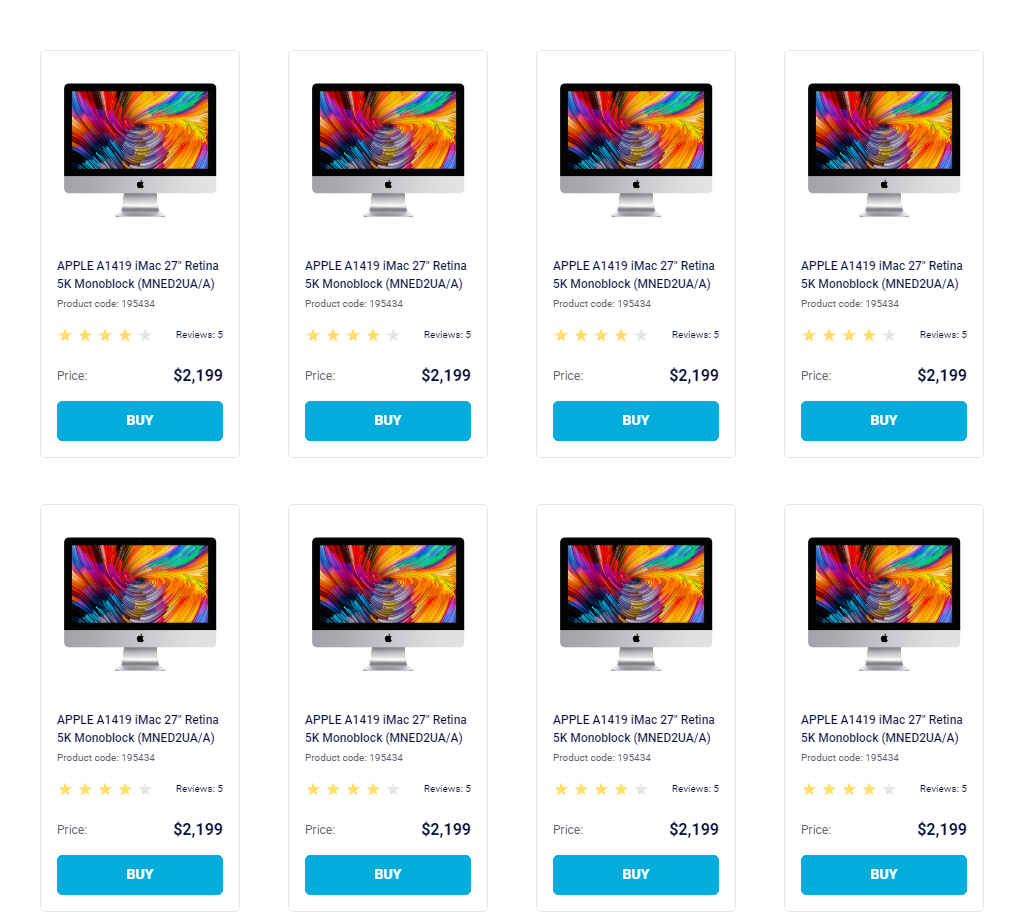 APPLE A1419 iMac 27" Retina
5K Monoblock (MNED2UA/A)
Product code: 195434
Reviews: 5
Price: $2,199
BUY
APPLE A1419 iMac 27" Retina
5K Monoblock (MNED2UA/A)
Product code: 195434
Reviews: 5
Price: $2,199
BUY
APPLE A1419 iMac 27" Retina
5K Monoblock (MNED2UA/A)
Product code: 195434
Reviews: 5
Price: $2,199
BUY
APPLE A1419 iMac 27" Retina
5K Monoblock (MNED2UA/A)
Product code: 195434
Reviews: 5
Price: $2,199
BUY
APPLE A1419 iMac 27" Retina
5K Monoblock (MNED2UA/A)
Product code: 195434
Reviews: 5
Price: $2,199
BUY
APPLE A1419 iMac 27" Retina
5K Monoblock (MNED2UA/A)
Product code: 195434
Reviews: 5
Price: $2,199
BUY
APPLE A1419 iMac 27" Retina
5K Monoblock (MNED2UA/A)
Product code: 195434
Reviews: 5
Price: $2,199
BUY
APPLE A1419 iMac 27" Retina
5K Monoblock (MNED2UA/A)
Product code: 195434
Reviews: 5
Price: $2,199
BUY